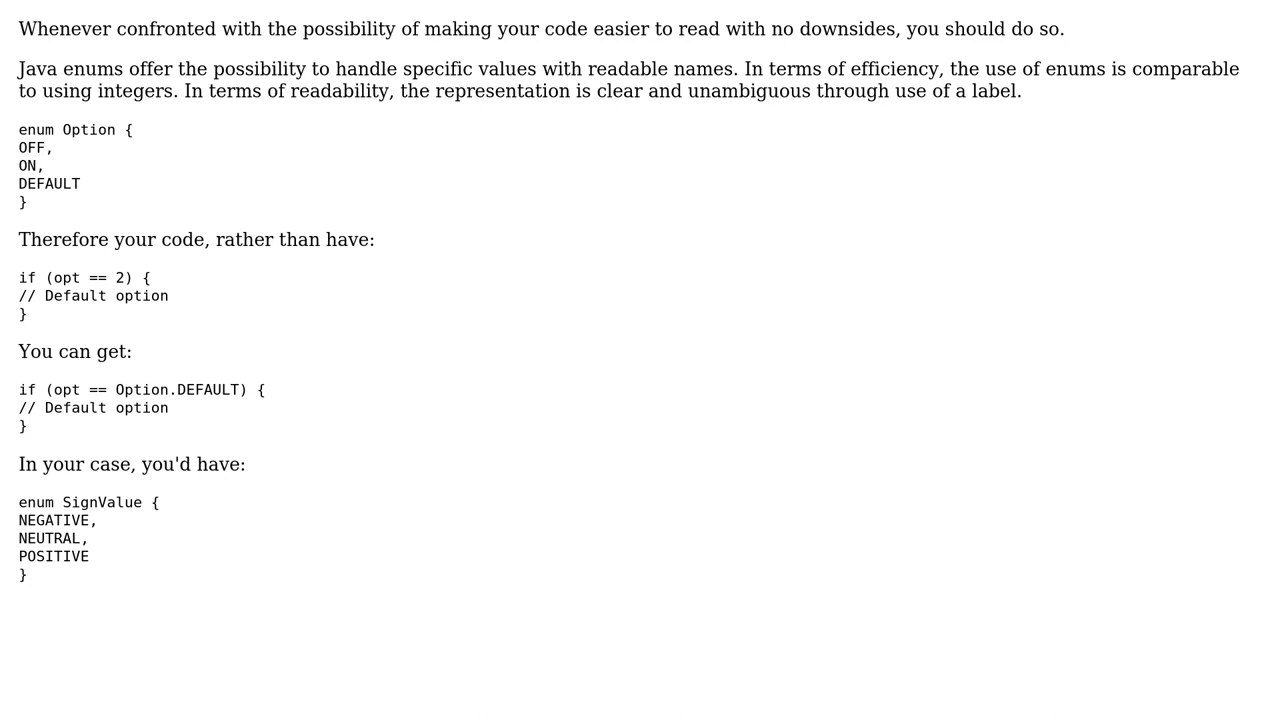 Whenever confronted with the possibility of making your code easier to read with no downsides, you should do so.
Java enums offer the possibility to handle specific values with readable names. In terms of efficiency, the use of enums is comparable
to using integers. In terms of readability, the representation is clear and unambiguous through use of a label.
enum Option {
OFF,
ON,
DEFAULT
}
Therefore your code, rather than have:
if (opt == 2) {
// Default option
}
You can get:
if (opt == Option.DEFAULT) {
// Default option
}
In your case, you'd have:
enum SignValue {
NEGATIVE,
NEUTRAL,
POSITIVE
}